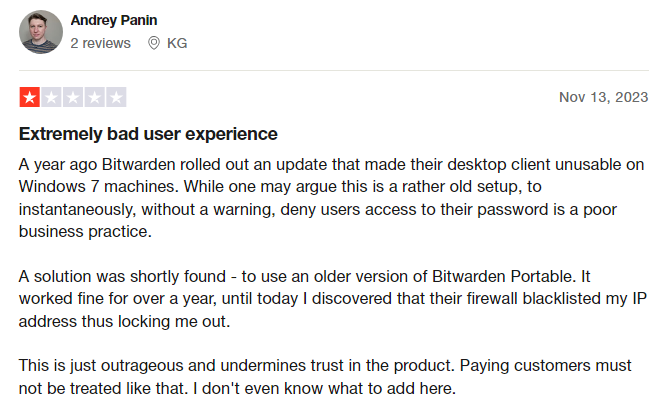 Andrey Panin
2 reviews KG
Nov 13, 2023
Extremely bad user experience
A year ago Bitwarden rolled out an update that made their desktop client unusable on
Windows 7 machines. While one may argue this is a rather old setup, to
instantaneously, without a warning, deny users access to their password is a poor
business practice.
A solution was shortly found - to use an older version of Bitwarden Portable. It
worked fine for over a year, until today I discovered that their firewall blacklisted my IP
address thus locking me out.
This is just outrageous and undermines trust in the product. Paying customers must
not be treated like that. I don't even know what to add here.